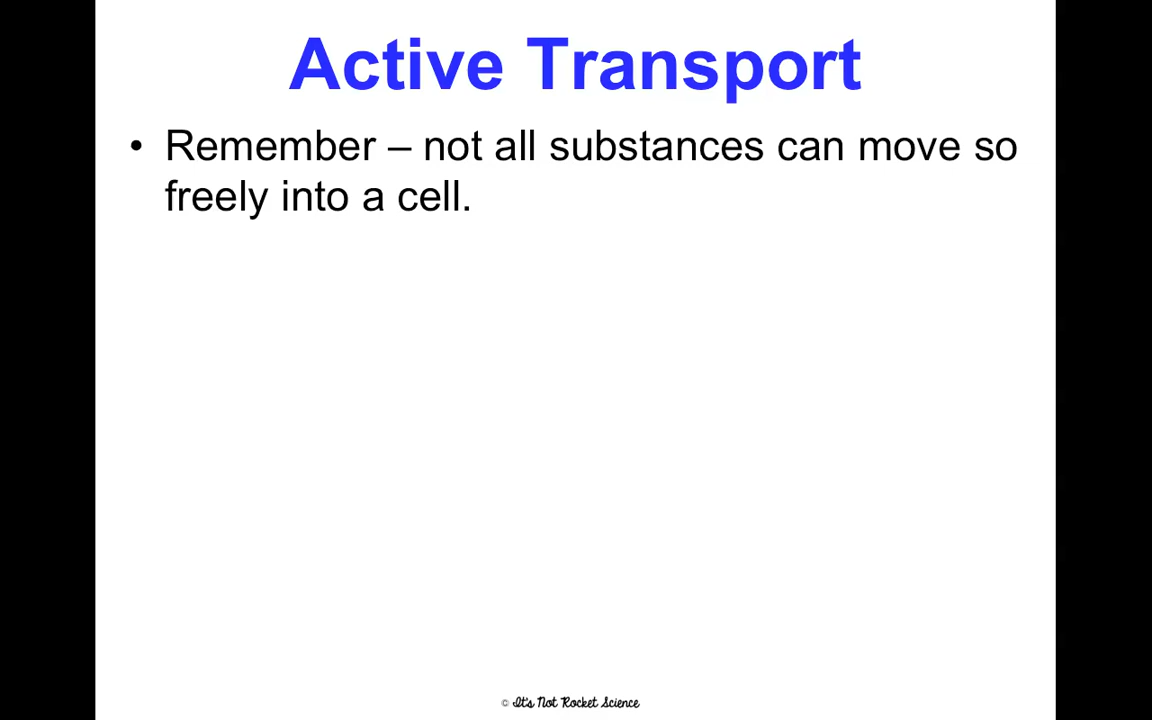 Active Transport
• Remember – not all substances can move so
freely into a cell.
© It's Not Rocket Science